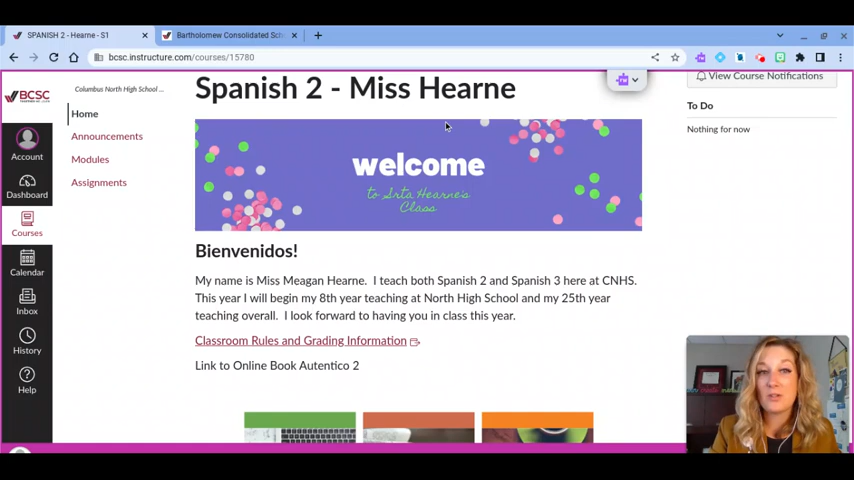 SPANISH 2 - Hearne - S1
Bartholomew Consolidated Sch
bcsc.instructure.com/courses/15780
BCSC
Account
Dashboard
Courses
Calendar
Inbox
History
Help
Columbus North High School ...
Home
Announcements
Modules
Assignments
Spanish 2 - Miss Hearne
welcome
to Srta Hearne's
Class
Bienvenidos!
My name is Miss Meagan Hearne. I teach both Spanish 2 and Spanish 3 here at CNHS.
This year I will begin my 8th year teaching at North High School and my 25th year
teaching overall. I look forward to having you in class this year.
Classroom Rules and Grading Information
Link to Online Book Autentico 2
View Course Notifications
To Do
Nothing for now